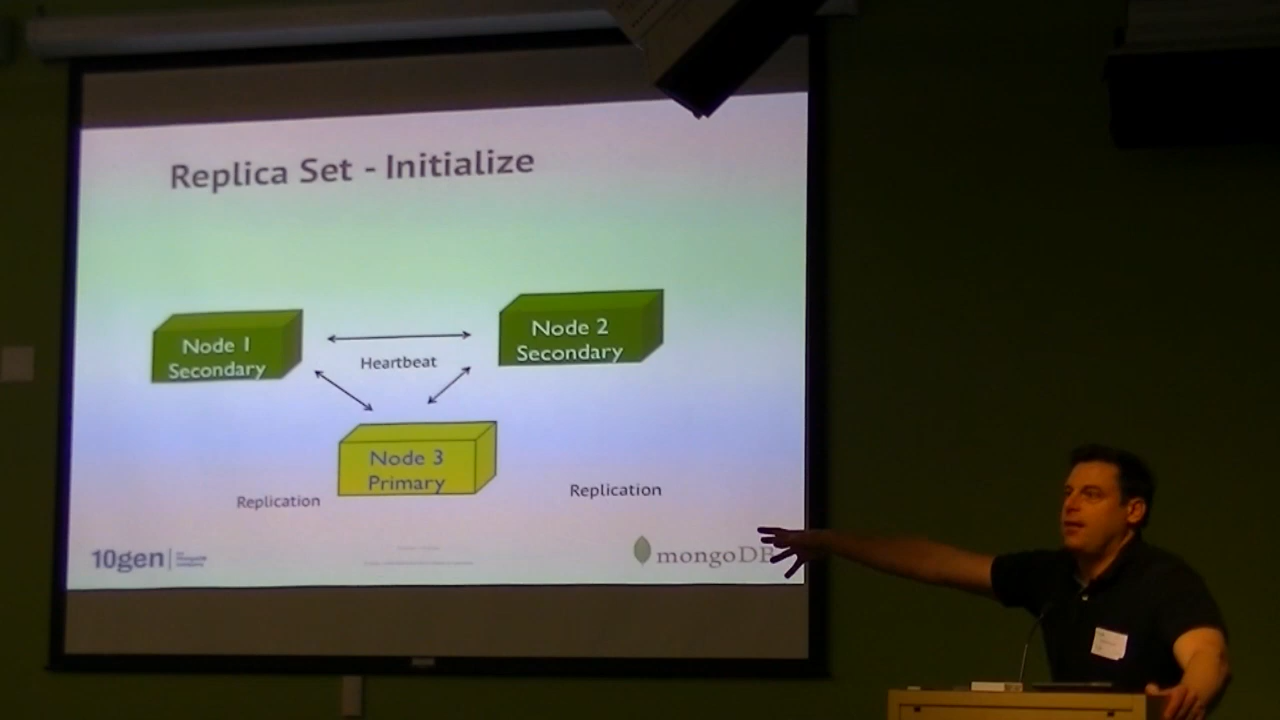 Replica Set - Initialize
Node 1
Secondary
Node 2
Secondary
Heartbeat
Node 3
Primary
Replication
Replication
10gen
mongoDB